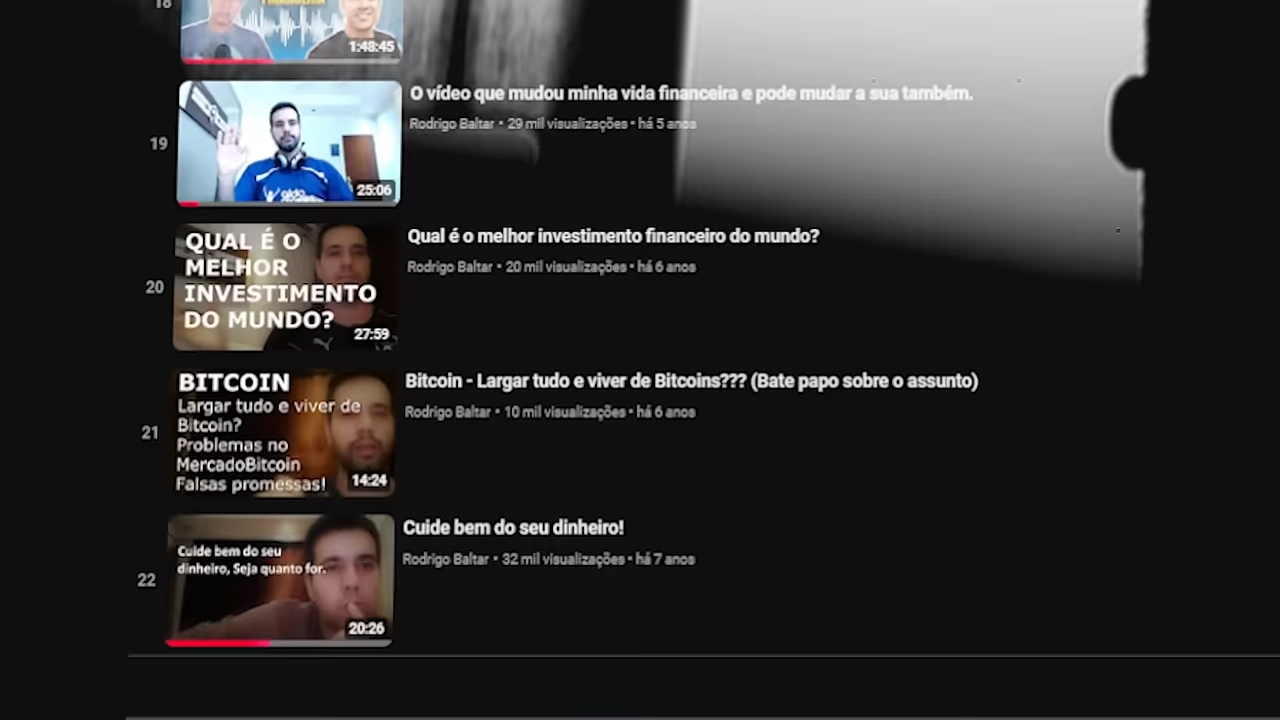 18
1:48:45
19
25:06
O vídeo que mudou minha vida financeira e pode mudar a sua também.
Rodrigo Baltar • 29 mil visualizações • há 5 anos
20
QUAL É O
MELHOR
INVESTIMENTO
DO MUNDO?
27:59
Qual é o melhor investimento financeiro do mundo?
Rodrigo Baltar • 20 mil visualizações • há 6 anos
21
BITCOIN
Largar tudo e viver de
Bitcoin?
Problemas no
MercadoBitcoin
Falsas promessas!
14:24
Bitcoin - Largar tudo e viver de Bitcoins??? (Bate papo sobre o assunto)
Rodrigo Baltar • 10 mil visualizações • há 6 anos
22
Cuide bem do seu
dinheiro, Seja quanto for.
20:26
Cuide bem do seu dinheiro!
Rodrigo Baltar • 32 mil visualizações • há 7 anos